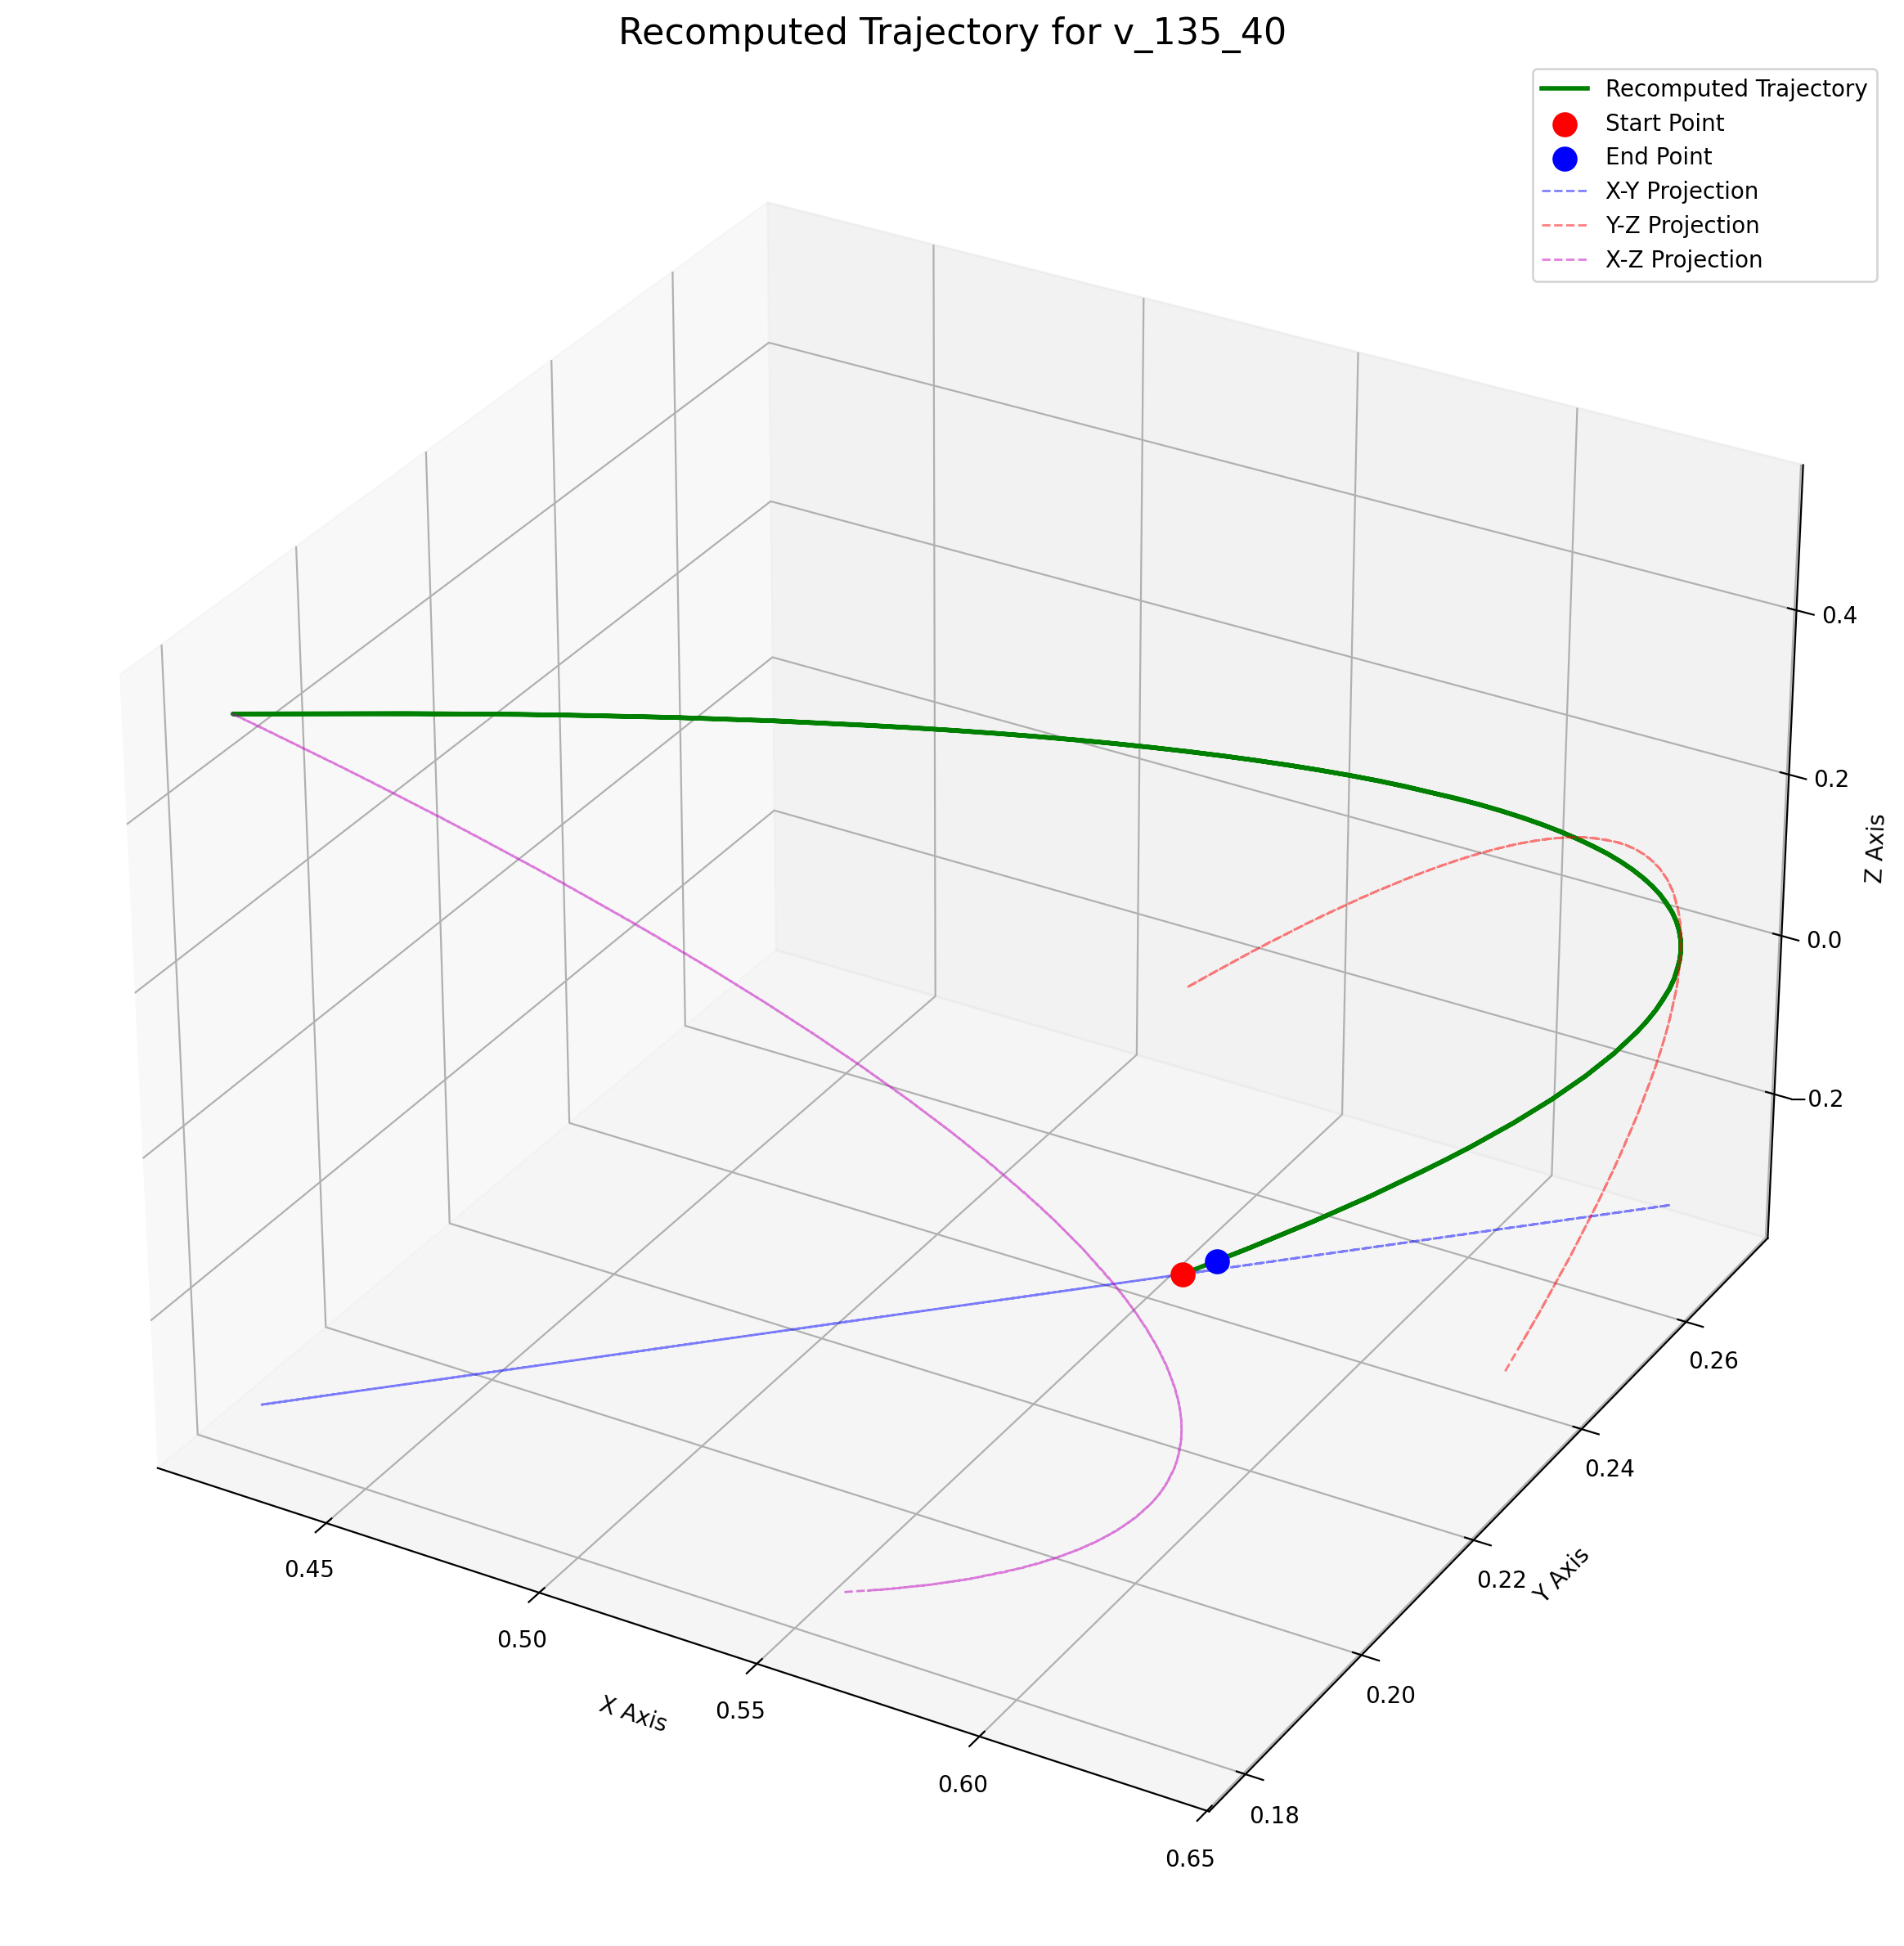 Recomputed Trajectory for v_135_40
Recomputed Trajectory
Start Point
End Point
X-Y Projection
Y-Z Projection
X-Z Projection
0.4
0.2
Z Axis
0.0
−0.2
0.26
0.24
0.22
Y Axis
0.20
0.18
0.45
0.50
0.55
0.60
0.65
X Axis